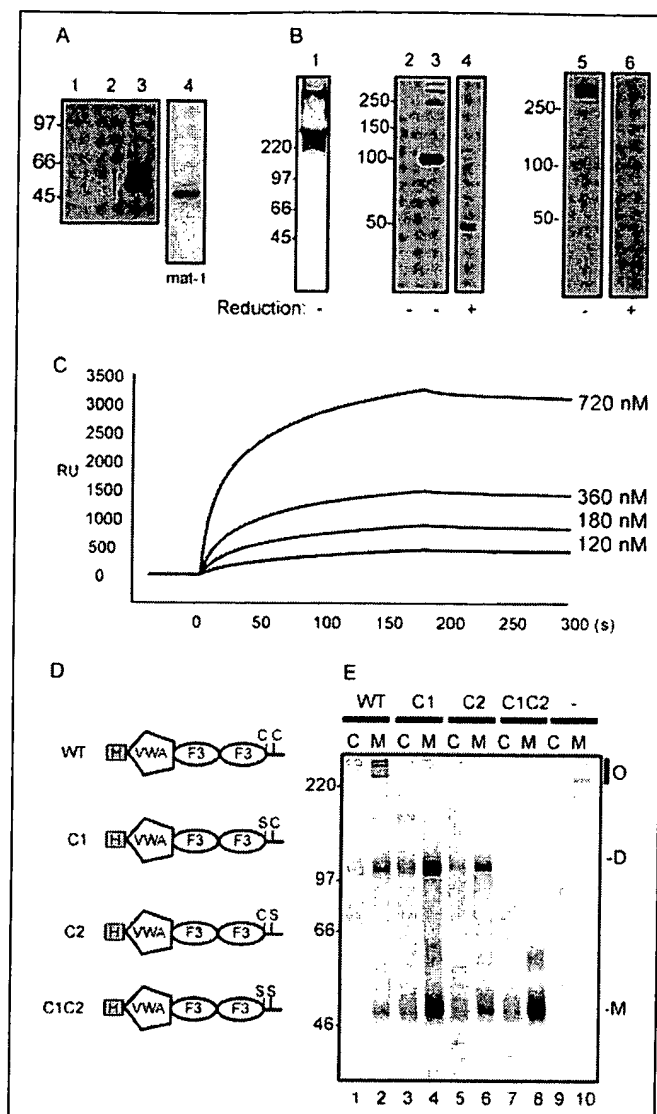 A
1 2 3 4
97-
66-
45-
mat-1
B
1 2 3 4 5 6
220-
97-
66-
45-
250-
150-
100-
50-
250-
100-
50-
Reduction: - - - + - +
C
3500
3000
2500
2000
1500
1000
500
0
RU
720 nM
360 nM
180 nM
120 nM
0 50 100 150 200 250 300 (s)
D
WT H VWA F3 F3 C C
C1 H VWA F3 F3 S C
C2 H VWA F3 F3 C S
C1C2 H VWA F3 F3 S S
E
WT C1 C2 C1C2 -
C M C M C M C M C M
220-
97-
66-
46-
O
-D
-M
1 2 3 4 5 6 7 8 9 10